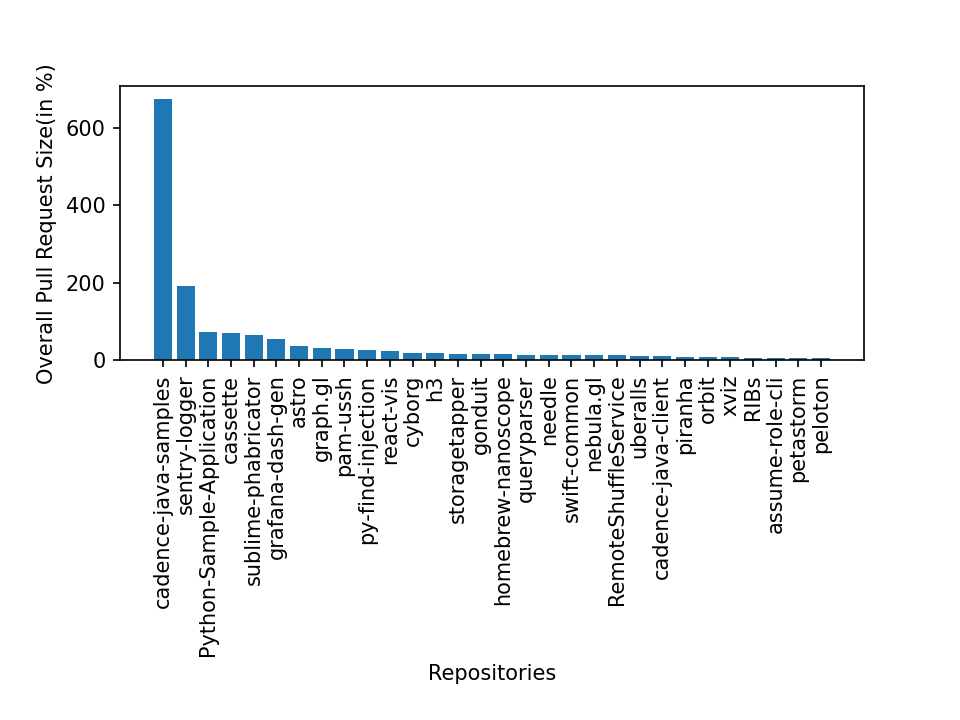 Overall Pull Request Size(in %)
600
400
200
0
cadence-java-samples
sentry-logger
Python-Sample-Application
cassette
sublime-phabricator
grafana-dash-gen
astro
graph.gl
pam-ussh
py-find-injection
react-vis
cyborg
h3
storagetapper
gonduit
homebrew-nanoscope
queryparser
needle
swift-common
nebula.gl
RemoteShuffleService
uberalls
cadence-java-client
piranha
orbit
xviz
RIBs
assume-role-cli
petastorm
peloton
Repositories